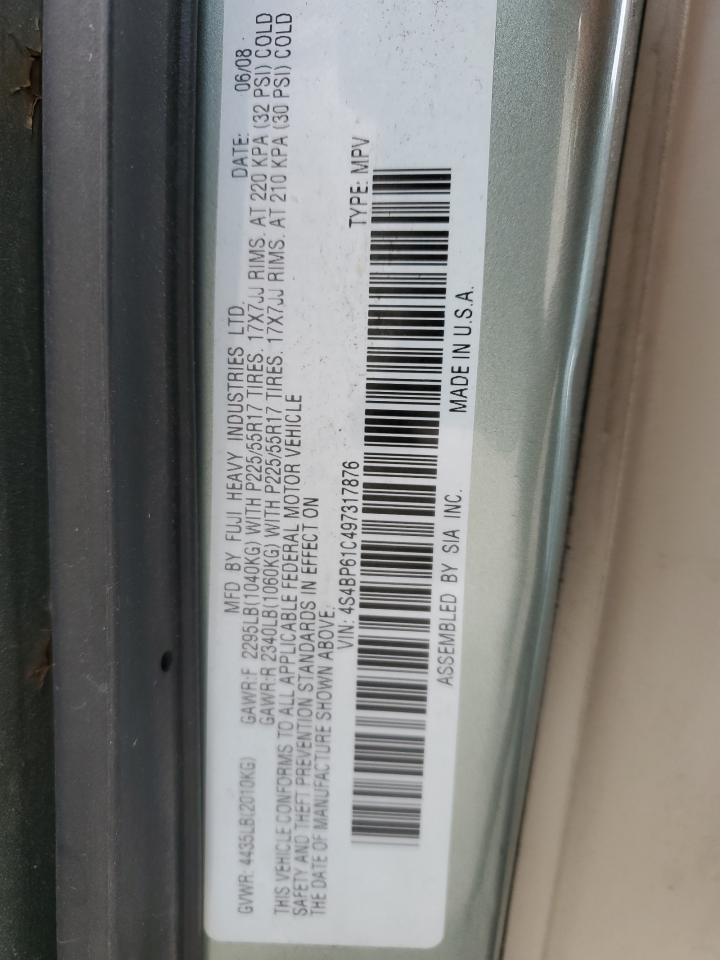 MFD BY FUJI HEAVY INDUSTRIES LTD. DATE: 06/08
GVWR: 4435LB(2010KG) GAWR:F 2295LB(1040KG) WITH P225/55R17 TIRES. 17X7JJ RIMS. AT 220 KPA (32 PSI) COLD
GAWR:R 2340LB(1060KG) WITH P225/55R17 TIRES. 17X7JJ RIMS. AT 210 KPA (30 PSI) COLD
THIS VEHICLE CONFORMS TO ALL APPLICABLE FEDERAL MOTOR VEHICLE
SAFETY AND THEFT PREVENTION STANDARDS IN EFFECT ON
THE DATE OF MANUFACTURE SHOWN ABOVE.
VIN: 4S4BP61C497317876 TYPE: MPV
ASSEMBLED BY SIA INC. MADE IN U.S.A.